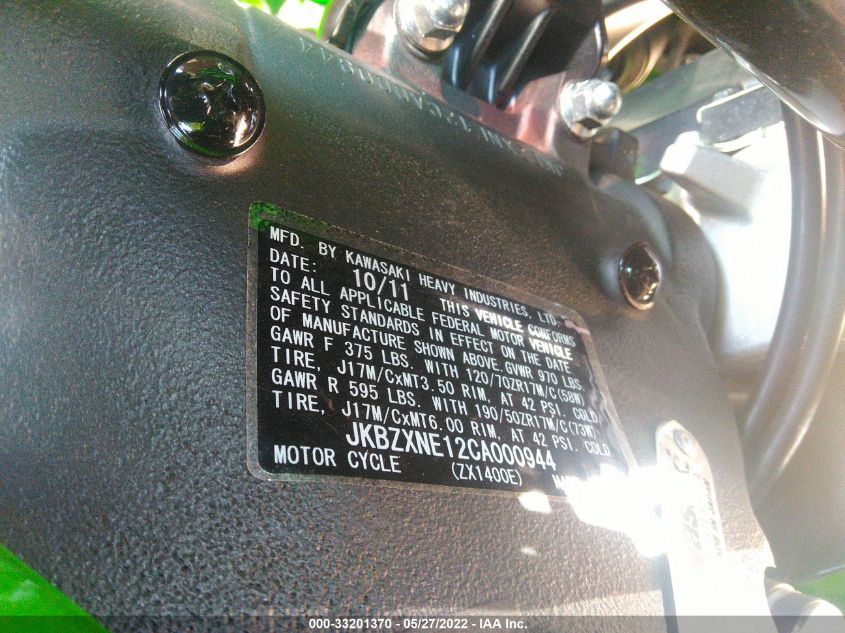 MFD. BY KAWASAKI HEAVY INDUSTRIES, LTD.
DATE: 10/11 THIS VEHICLE CONFORMS
TO ALL APPLICABLE FEDERAL MOTOR VEHICLE
SAFETY STANDARDS IN EFFECT ON THE DATE
OF MANUFACTURE SHOWN ABOVE. GVWR 970 LBS.
GAWR F 375 LBS. WITH 120/70ZR17M/C(58W)
TIRE, J17M/CxMT3.50 RIM, AT 42 PSI. COLD
GAWR R 595 LBS. WITH 190/50ZR17M/C(73W)
TIRE, J17M/CxMT6.00 RIM, AT 42 PSI. COLD
JKBZXNE12CA000944
MOTOR CYCLE (ZX1400E)
000-33201370 - 05/27/2022 - IAA Inc.